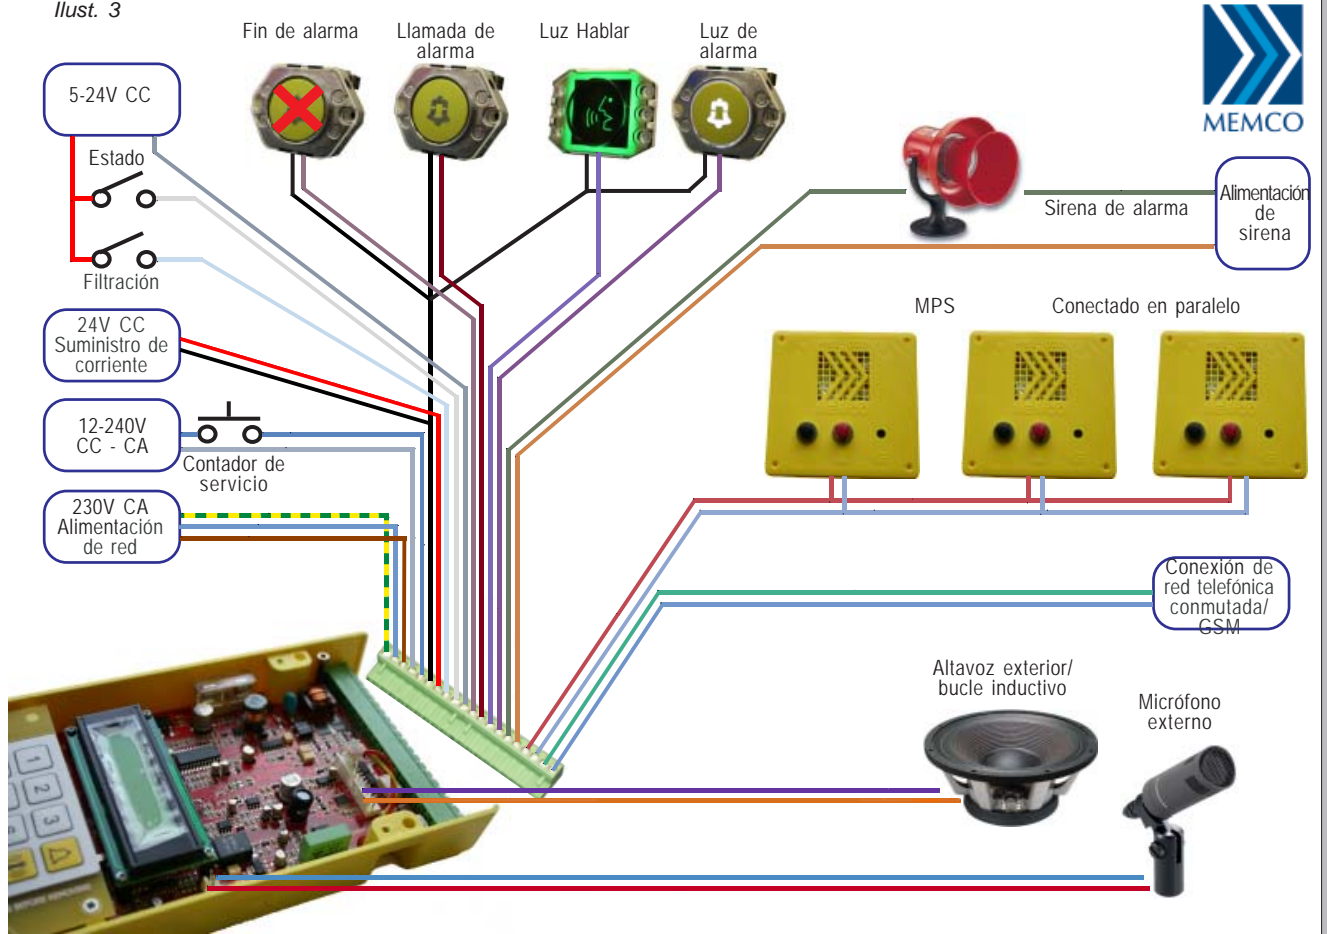 Ilust. 3
Fin de alarma
Llamada de
alarma
Luz Hablar
Luz de
alarma
MEMCO
5-24V CC
Estado
Filtración
Sirena de alarma
Alimentación
de
sirena
24V CC
Suministro de
corriente
MPS
Conectado en paralelo
12-240V
CC - CA
Contador de
servicio
230V CA
Alimentación
de red
Conexión de
red telefónica
conmutada/
GSM
Altavoz exterior/
bucle inductivo
Micrófono
externo
1
2
3